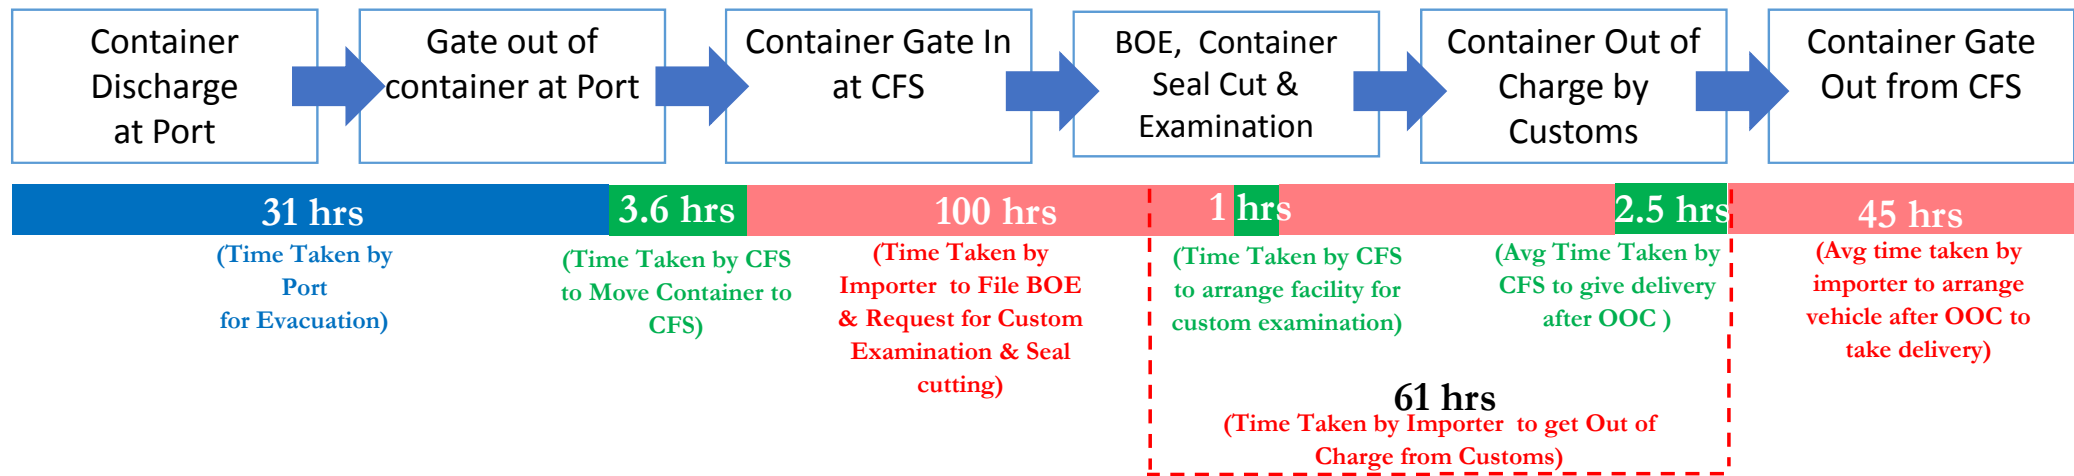 Container
Discharge
at Port
Gate out of
container at Port
Container Gate In
at CFS
BOE, Container
Seal Cut &
Examination
Container Out of
Charge by
Customs
Container Gate
Out from CFS
31 hrs
(Time Taken by
Port
for Evacuation)
3.6 hrs
(Time Taken by CFS
to Move Container to
CFS)
100 hrs
(Time Taken by
Importer to File BOE
& Request for Custom
Examination & Seal
cutting)
1 hrs
(Time Taken by CFS
to arrange facility for
custom examination)
2.5 hrs
(Avg Time Taken by
CFS to give delivery
after OOC )
45 hrs
(Avg time taken by
importer to arrange
vehicle after OOC to
take delivery)
61 hrs
(Time Taken by Importer to get Out of
Charge from Customs)